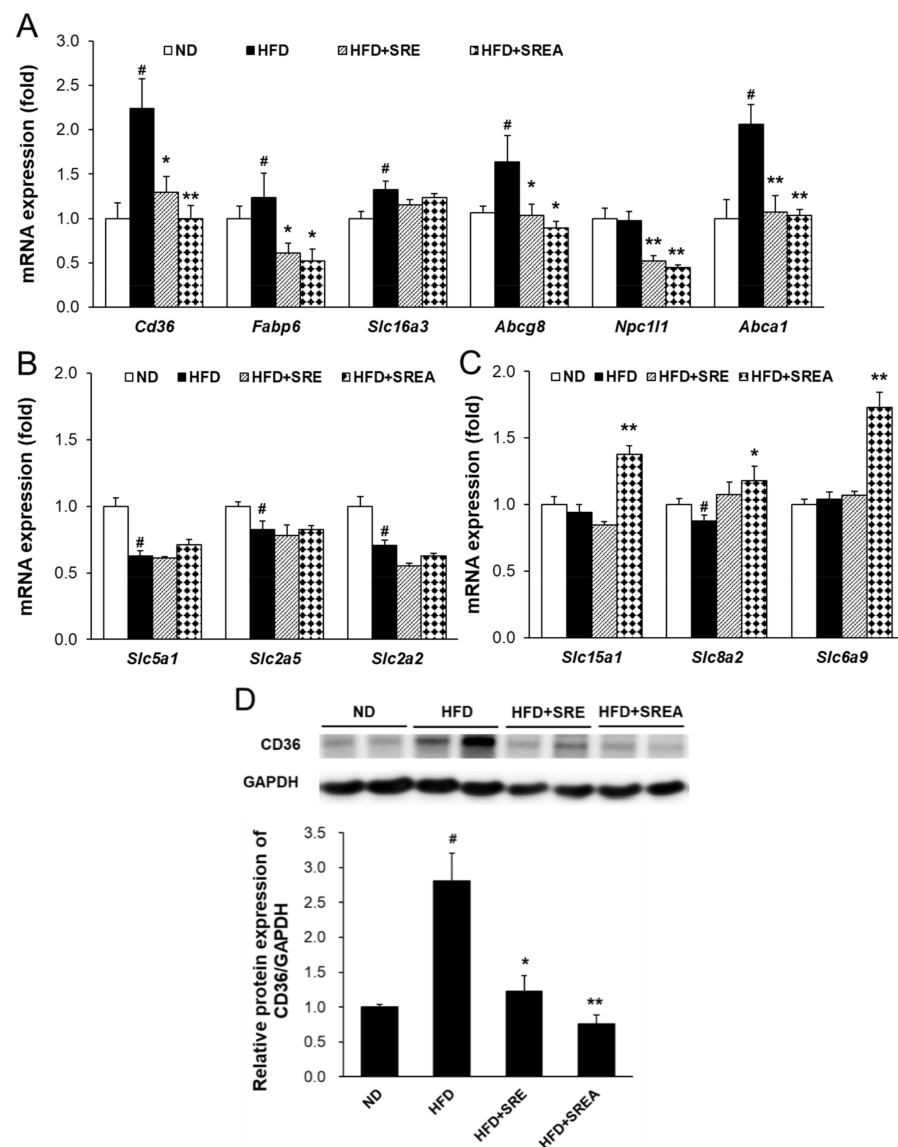 A
ND HFD HFD+SRE HFD+SREA
mRNA expression (fold)
3.0
2.5
2.0
1.5
1.0
0.5
0.0
# * ** # * * # # * * ** ** # ** **
Cd36 Fabp6 Slc16a3 Abcg8 Npc1l1 Abca1
B
ND HFD HFD+SRE HFD+SREA
mRNA expression (fold)
2.0
1.5
1.0
0.5
0.0
# # #
Slc5a1 Slc2a5 Slc2a2
C
ND HFD HFD+SRE HFD+SREA
mRNA expression (fold)
2.0
1.5
1.0
0.5
0.0
** # * **
Slc15a1 Slc8a2 Slc6a9
D
ND HFD HFD+SRE HFD+SREA
CD36
GAPDH
Relative protein expression of
CD36/GAPDH
3.5
3.0
2.5
2.0
1.5
1.0
0.5
0.0
# * **
ND HFD HFD+SRE HFD+SREA